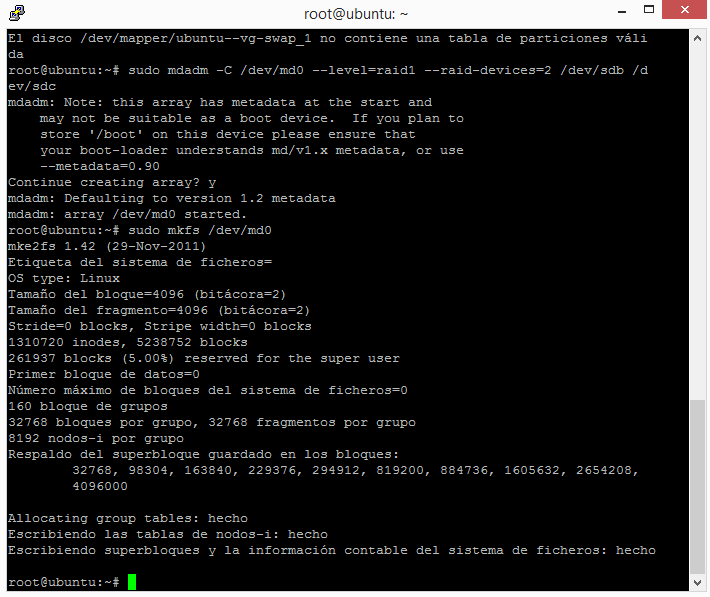 root@ubuntu: ~
El disco /dev/mapper/ubuntu--vg-swap_1 no contiene una tabla de particiones váli
da
root@ubuntu:~# sudo mdadm -C /dev/md0 --level=raid1 --raid-devices=2 /dev/sdb /d
ev/sdc
mdadm: Note: this array has metadata at the start and
    may not be suitable as a boot device.  If you plan to
    store '/boot' on this device please ensure that
    your boot-loader understands md/v1.x metadata, or use
    --metadata=0.90
Continue creating array? y
mdadm: Defaulting to version 1.2 metadata
mdadm: array /dev/md0 started.
root@ubuntu:~# sudo mkfs /dev/md0
mke2fs 1.42 (29-Nov-2011)
Etiqueta del sistema de ficheros=
OS type: Linux
Tamaño del bloque=4096 (bitácora=2)
Tamaño del fragmento=4096 (bitácora=2)
Stride=0 blocks, Stripe width=0 blocks
1310720 inodes, 5238752 blocks
261937 blocks (5.00%) reserved for the super user
Primer bloque de datos=0
Número máximo de bloques del sistema de ficheros=0
160 bloque de grupos
32768 bloques por grupo, 32768 fragmentos por grupo
8192 nodos-i por grupo
Respaldo del superbloque guardado en los bloques:
        32768, 98304, 163840, 229376, 294912, 819200, 884736, 1605632, 2654208,
        4096000
Allocating group tables: hecho
Escribiendo las tablas de nodos-i: hecho
Escribiendo superbloques y la información contable del sistema de ficheros: hecho
root@ubuntu:~#